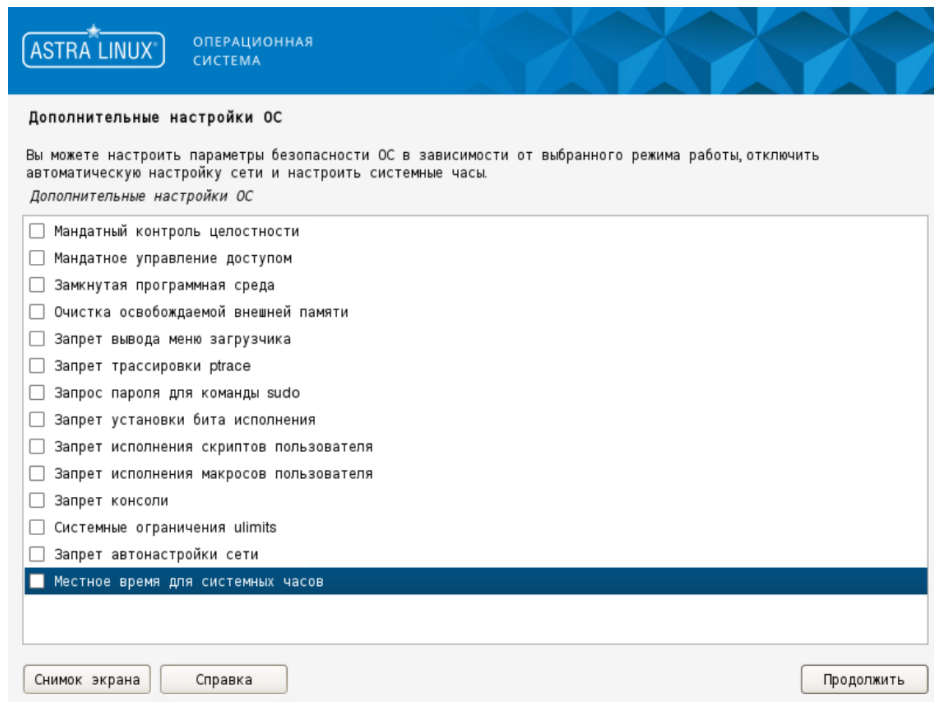 ASTRA LINUX®
ОПЕРАЦИОННАЯ
СИСТЕМА
Дополнительные настройки ОС
Вы можете настроить параметры безопасности ОС в зависимости от выбранного режима работы, отключить
автоматическую настройку сети и настроить системные часы.
Дополнительные настройки ОС
Мандатный контроль целостности
Мандатное управление доступом
Замкнутая программная среда
Очистка освобождаемой внешней памяти
Запрет вывода меню загрузчика
Запрет трассировки ptrace
Запрос пароля для команды sudo
Запрет установки бита исполнения
Запрет исполнения скриптов пользователя
Запрет исполнения макросов пользователя
Запрет консоли
Системные ограничения ulimits
Запрет автонастройки сети
Местное время для системных часов
Снимок экрана
Справка
Продолжить